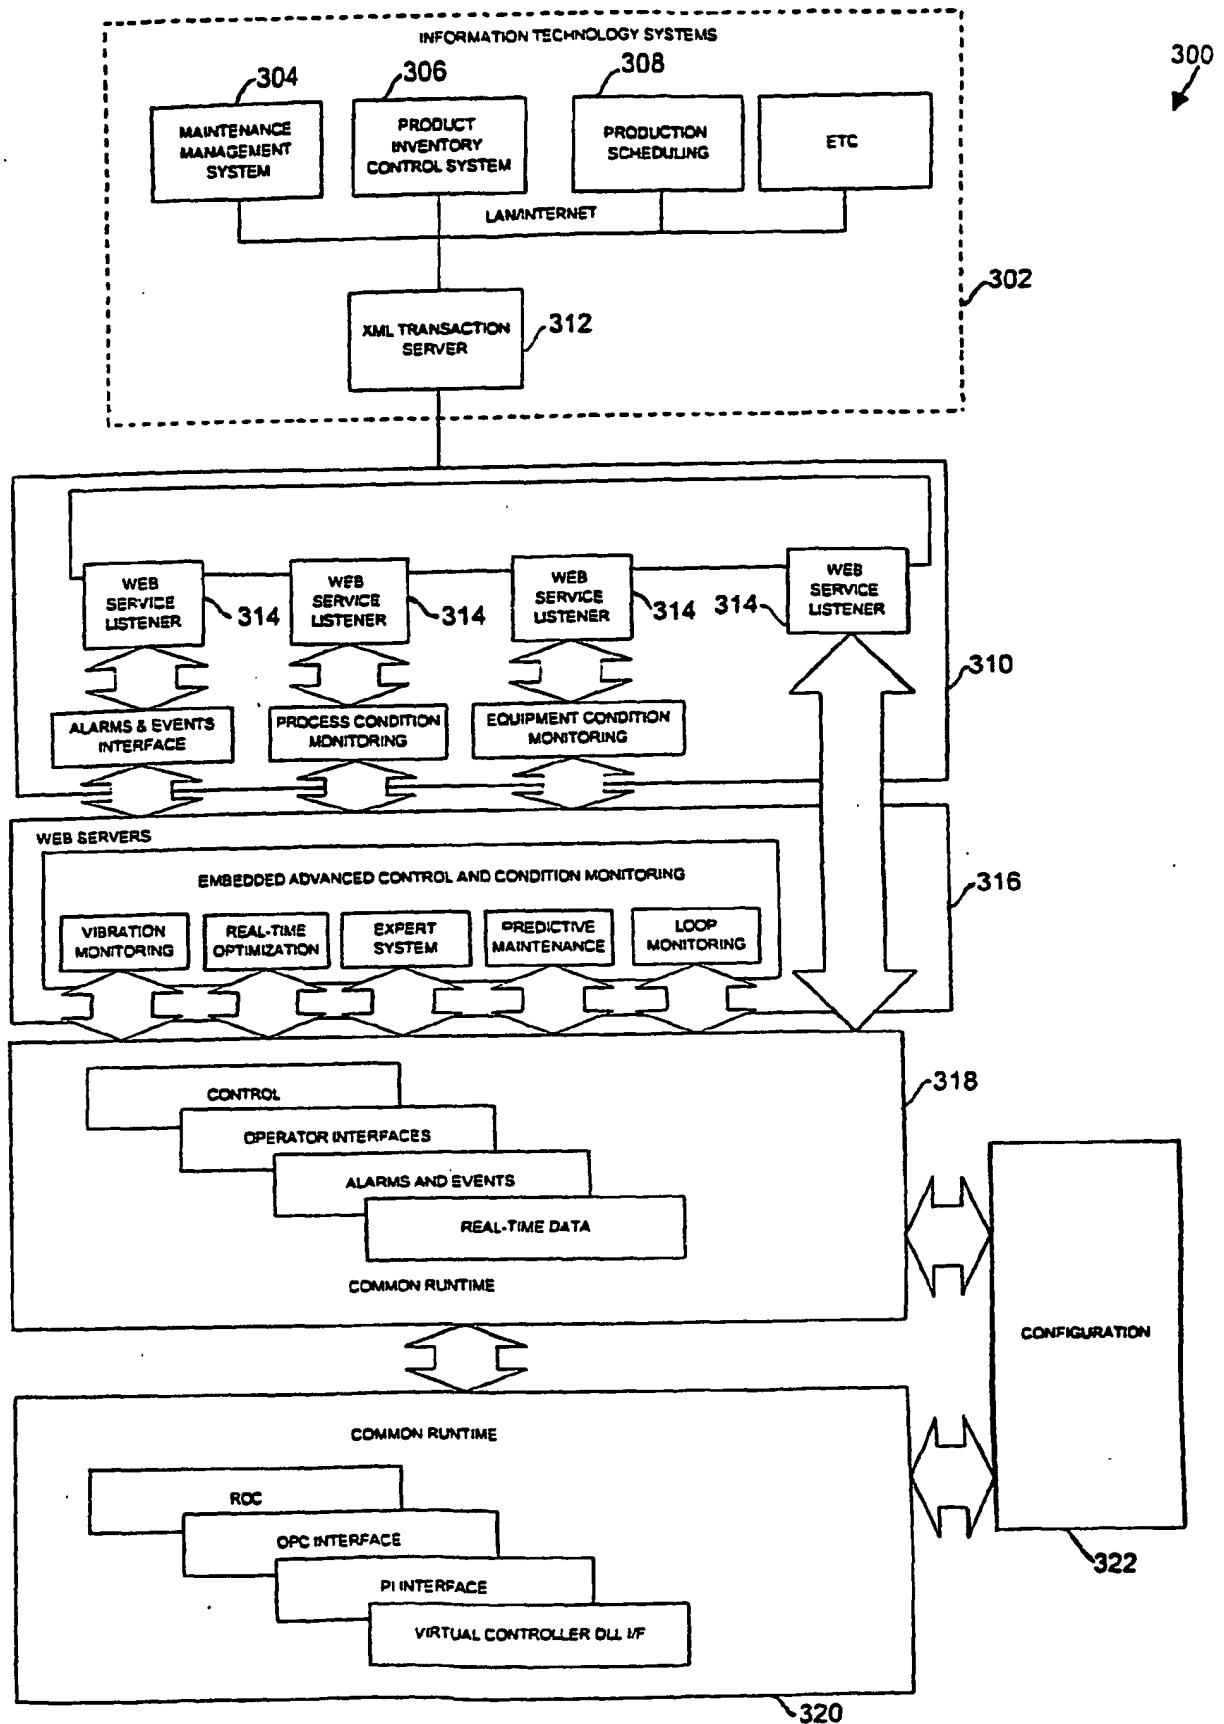 INFORMATION TECHNOLOGY SYSTEMS
300
304
306
308
MAINTENANCE
MANAGEMENT
SYSTEM
PRODUCT
INVENTORY
CONTROL SYSTEM
PRODUCTION
SCHEDULING
ETC
LAN/INTERNET
302
XML TRANSACTION
SERVER
312
WEB
SERVICE
LISTENER
314
WEB
SERVICE
LISTENER
314
WEB
SERVICE
LISTENER
314
314
WEB
SERVICE
LISTENER
310
ALARMS & EVENTS
INTERFACE
PROCESS CONDITION
MONITORING
EQUIPMENT CONDITION
MONITORING
WEB SERVERS
EMBEDDED ADVANCED CONTROL AND CONDITION MONITORING
316
VIBRATION
MONITORING
REAL-TIME
OPTIMIZATION
EXPERT
SYSTEM
PREDICTIVE
MAINTENANCE
LOOP
MONITORING
318
CONTROL
OPERATOR INTERFACES
ALARMS AND EVENTS
REAL-TIME DATA
COMMON RUNTIME
CONFIGURATION
322
COMMON RUNTIME
ROC
OPC INTERFACE
PI INTERFACE
VIRTUAL CONTROLLER DLL I/F
320